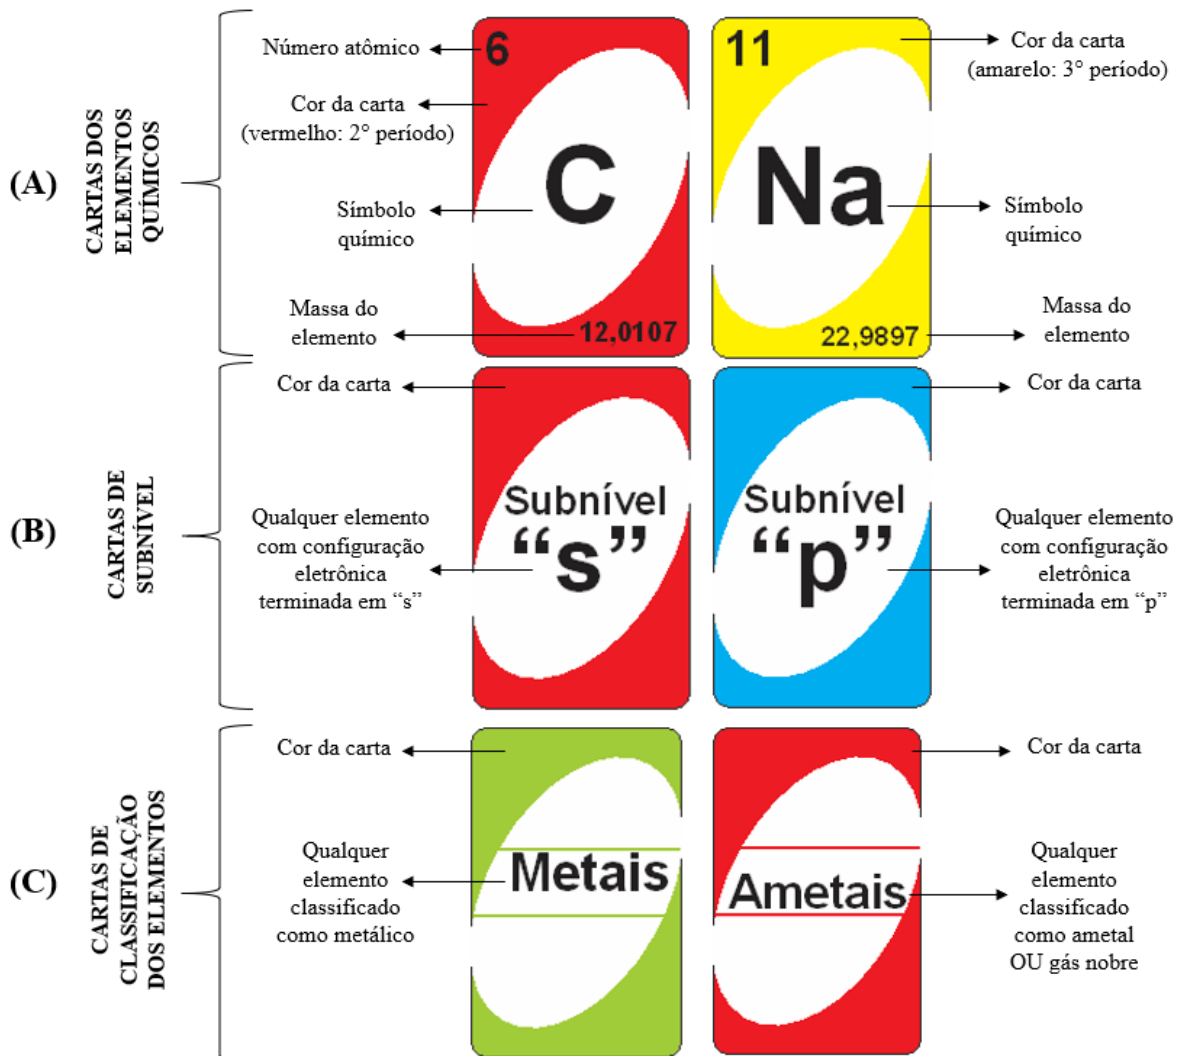 (A)
CARTAS DOS
ELEMENTOS
QUÍMICOS
Número atômico
Cor da carta
(vermelho: 2° período)
Símbolo
químico
Massa do
elemento
6
C
12,0107
11
Na
22,9897
Cor da carta
(amarelo: 3° período)
Símbolo
químico
Massa do
elemento
(B)
CARTAS DE
SUBNÍVEL
Cor da carta
Qualquer elemento
com configuração
eletrônica
terminada em “s”
Subnível
“s”
Subnível
“p”
Cor da carta
Qualquer elemento
com configuração
eletrônica
terminada em “p”
(C)
CARTAS DE
CLASSIFICAÇÃO
DOS ELEMENTOS
Cor da carta
Qualquer
elemento
classificado
como metálico
Metais
Ametais
Cor da carta
Qualquer
elemento
classificado
como ametal
OU gás nobre